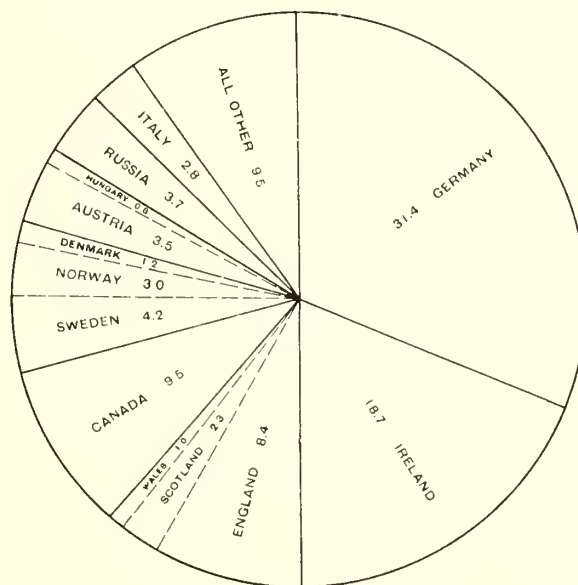 31.4 GERMANY
18.7 IRELAND
ENGLAND 8.4
SCOTLAND 2.3
WALES 1.0
CANADA 9.5
SWEDEN 4.2
NORWAY 3.0
DENMARK 1.2
AUSTRIA 3.5
HUNGARY 0.8
RUSSIA 3.7
ITALY 2.8
ALL OTHER 9.5